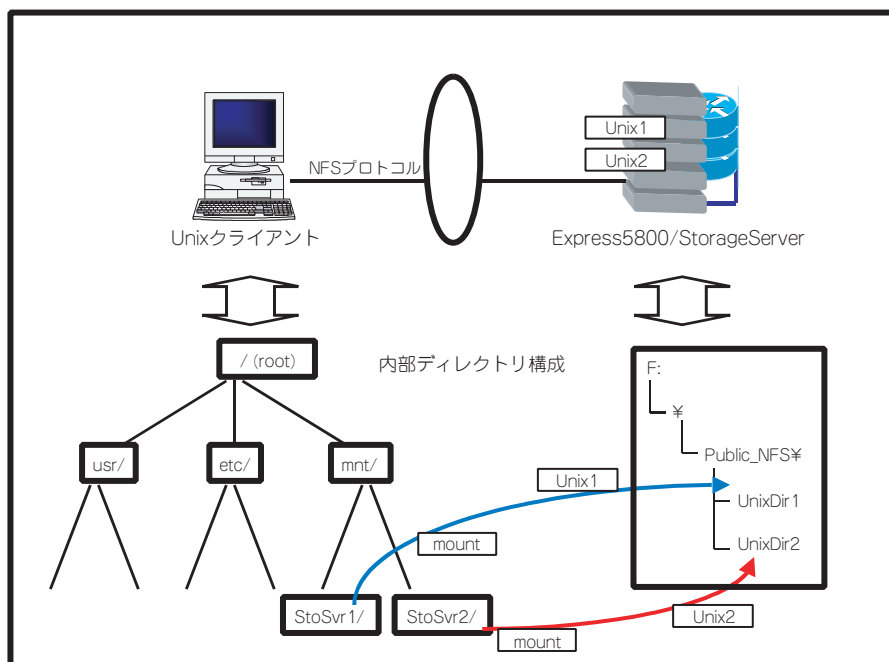 Unix1
Unix2
NFSプロトコル
Unixクライアント
Express5800/StorageServer
/ (root)
内部ディレクトリ構成
F:
¥
usr/
etc/
mnt/
Public_NFS¥
Unix1
UnixDir1
mount
UnixDir2
StoSvr1/
StoSvr2/
Unix2
mount